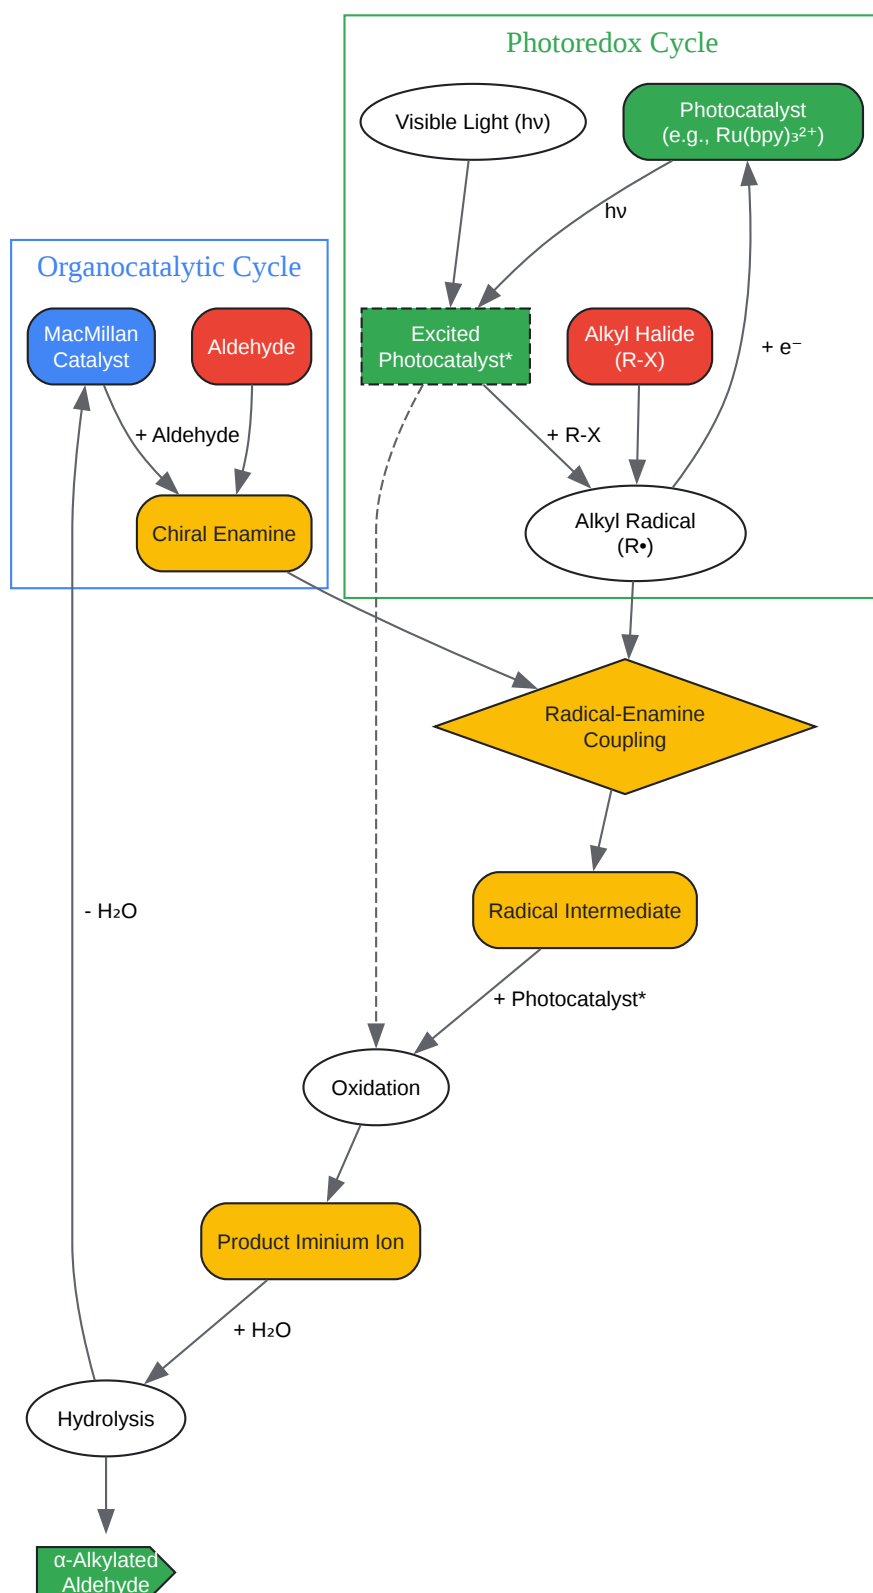 Photoredox Cycle
Visible Light (hν)
Photocatalyst
(e.g., Ru(bpy)₃²⁺)
hν
Organocatalytic Cycle
MacMillan
Catalyst
Aldehyde
Excited
Photocatalyst*
Alkyl Halide
(R-X)
+ e⁻
+ Aldehyde
+ R-X
Chiral Enamine
Alkyl Radical
(R•)
Radical-Enamine
Coupling
- H₂O
Radical Intermediate
+ Photocatalyst*
Oxidation
Product Iminium Ion
+ H₂O
Hydrolysis
α-Alkylated
Aldehyde